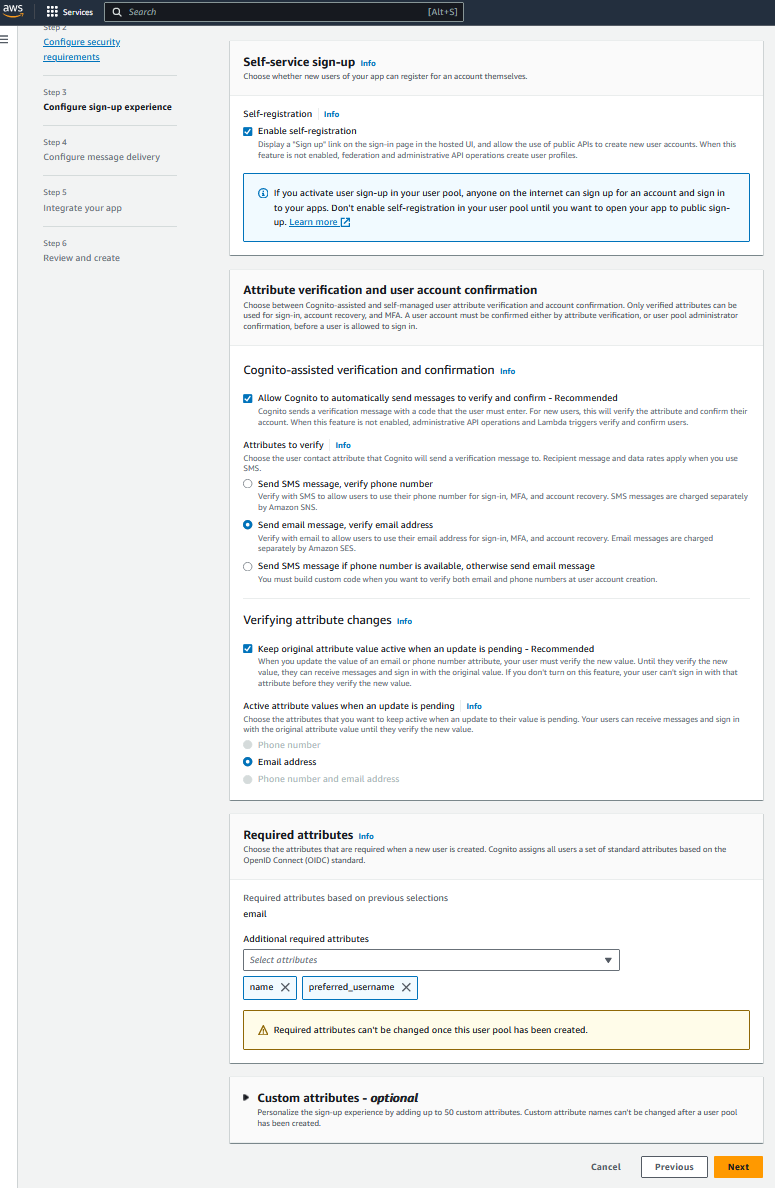 aws
Services
Search
[Alt+S]
Step 2
Configure security
requirements
Step 3
Configure sign-up experience
Step 4
Configure message delivery
Step 5
Integrate your app
Step 6
Review and create
Self-service sign-up Info
Choose whether new users of your app can register for an account themselves.
Self-registration Info
Enable self-registration
Display a "Sign up" link on the sign-in page in the hosted UI, and allow the use of public APIs to create new user accounts. When this
feature is not enabled, federation and administrative API operations create user profiles.
If you activate user sign-up in your user pool, anyone on the internet can sign up for an account and sign in
to your apps. Don't enable self-registration in your user pool until you want to open your app to public sign-
up. Learn more
Attribute verification and user account confirmation
Choose between Cognito-assisted and self-managed user attribute verification and account confirmation. Only verified attributes can be
used for sign-in, account recovery, and MFA. A user account must be confirmed either by attribute verification, or user pool administrator
confirmation, before a user is allowed to sign in.
Cognito-assisted verification and confirmation Info
Allow Cognito to automatically send messages to verify and confirm - Recommended
Cognito sends a verification message with a code that the user must enter. For new users, this will verify the attribute and confirm their
account. When this feature is not enabled, administrative API operations and Lambda triggers verify and confirm users.
Attributes to verify Info
Choose the user contact attribute that Cognito will send a verification message to. Recipient message and data rates apply when you use
SMS.
Send SMS message, verify phone number
Verify with SMS to allow users to use their phone number for sign-in, MFA, and account recovery. SMS messages are charged separately
by Amazon SNS.
Send email message, verify email address
Verify with email to allow users to use their email address for sign-in, MFA, and account recovery. Email messages are charged
separately by Amazon SES.
Send SMS message if phone number is available, otherwise send email message
You must build custom code when you want to verify both email and phone numbers at user account creation.
Verifying attribute changes Info
Keep original attribute value active when an update is pending - Recommended
When you update the value of an email or phone number attribute, your user must verify the new value. Until they verify the new
value, they can receive messages and sign in with the original value. If you don't turn on this feature, your user can't sign in with that
attribute before they verify the new value.
Active attribute values when an update is pending Info
Choose the attributes that you want to keep active when an update to their value is pending. Your users can receive messages and sign in
with the original attribute value until they verify the new value.
Phone number
Email address
Phone number and email address
Required attributes Info
Choose the attributes that are required when a new user is created. Cognito assigns all users a set of standard attributes based on the
OpenID Connect (OIDC) standard.
Required attributes based on previous selections
email
Additional required attributes
Select attributes
name
preferred_username
Required attributes can't be changed once this user pool has been created.
Custom attributes - optional
Personalize the sign-up experience by adding up to 50 custom attributes. Custom attribute names can't be changed after a user pool
has been created.
Cancel
Previous
Next